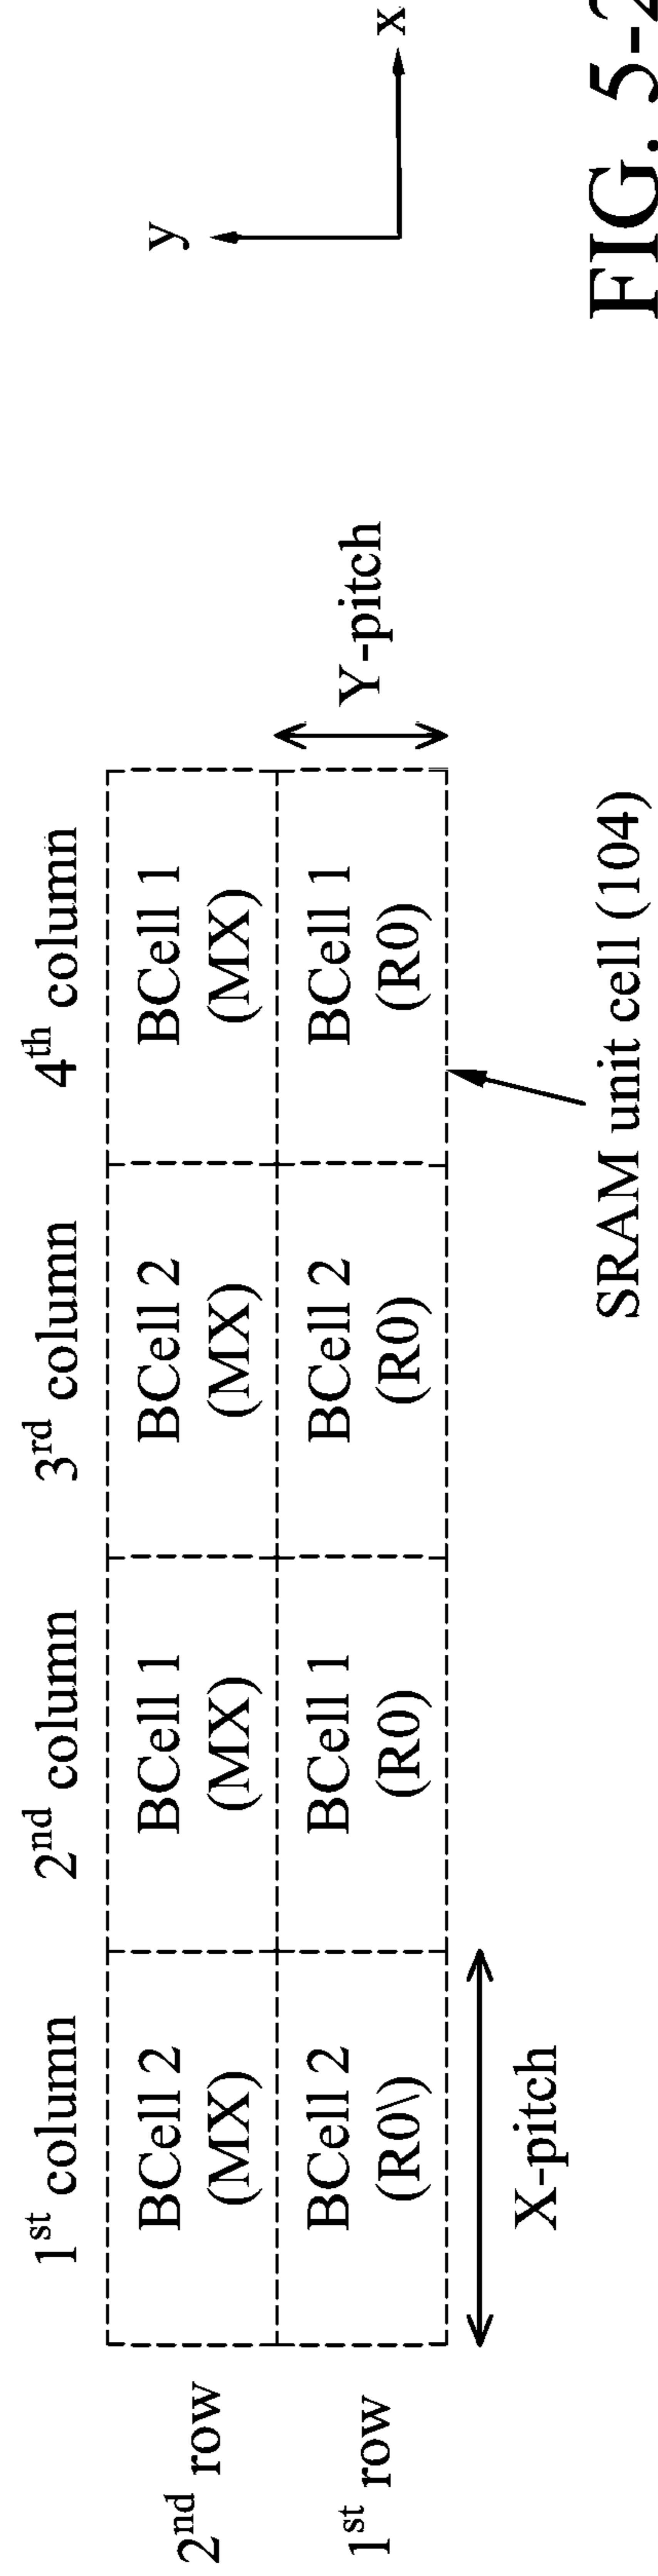 1st column 2nd column 3rd column 4th column
2nd row BCell 2 BCell 1 BCell 2 BCell 1
(MX) (MX) (MX) (MX)
1st row BCell 2 BCell 1 BCell 2 BCell 1
(R0\) (R0) (R0) (R0)
Y-pitch
X-pitch
SRAM unit cell (104)
y
x
FIG. 5-2